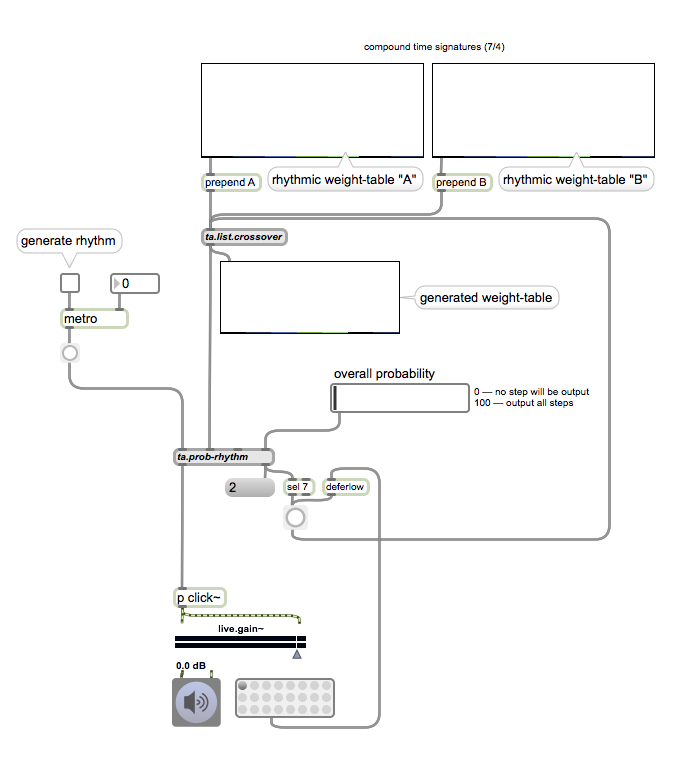 compound time signatures (7/4)
prepend A
rhythmic weight-table "A"
prepend B
rhythmic weight-table "B"
generate rhythm
ta.list.crossover
0
generated weight-table
metro
overall probability
0 — no step will be output
100 — output all steps
ta.prob-rhythm
2
sel 7
deferlow
p click~
live.gain~
0.0 dB